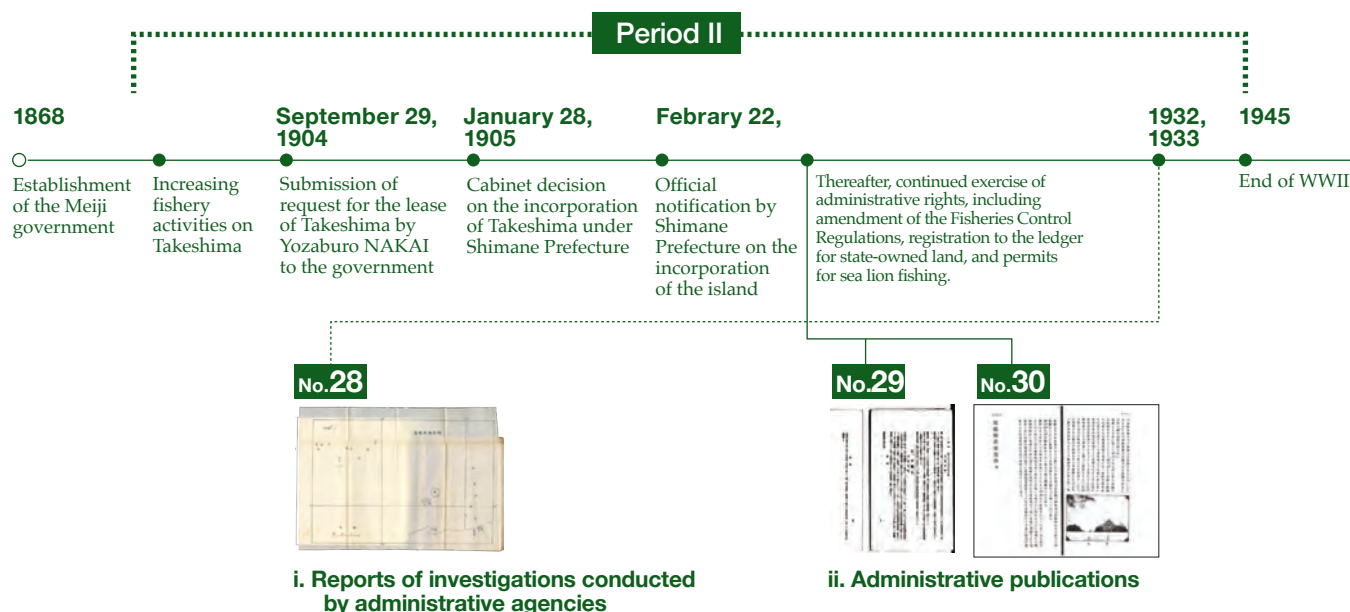 Period II
1868
Establishment
of the Meiji
government
Increasing
fishery
activities on
Takeshima
September 29,
1904
Submission of
request for the lease
of Takeshima by
Yozaburo NAKAI
to the government
January 28,
1905
Cabinet decision
on the incorporation
of Takeshima under
Shimane Prefecture
Febrary 22,
Official
notification by
Shimane
Prefecture on the
incorporation
of the island
Thereafter, continued exercise of
administrative rights, including
amendment of the Fisheries Control
Regulations, registration to the ledger
for state-owned land, and permits
for sea lion fishing.
1932,
1933
1945
End of WWII
No.28
No.29
No.30
i. Reports of investigations conducted
by administrative agencies
ii. Administrative publications